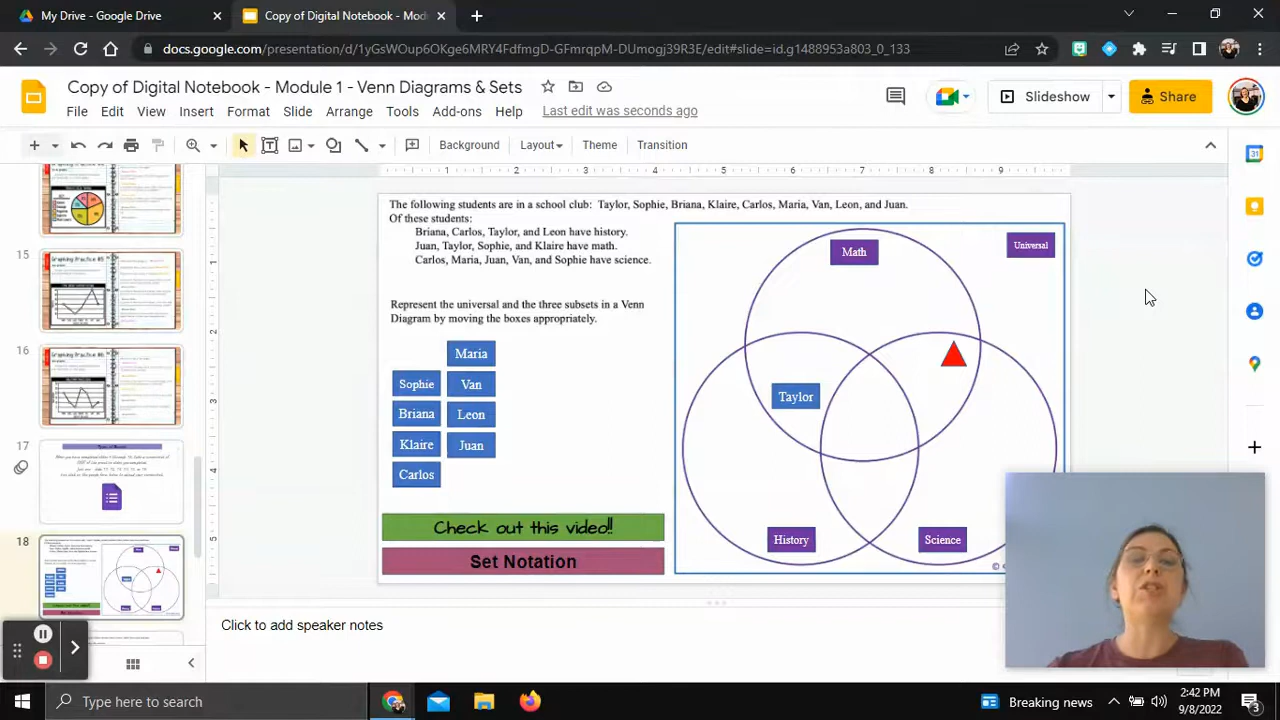 My Drive - Google Drive
Copy of Digital Notebook - Mod
docs.google.com/presentation/d/1yGsWOup6OKge6MRY4FdfmgD-GFmrqpM-DUmogj39R3E/edit#slide=id.g1488953a803_0_133
Copy of Digital Notebook - Module 1 - Venn Diagrams & Sets
File Edit View Insert Format Slide Arrange Tools Add-ons Help Last edit was seconds ago
Slideshow
Share
Background Layout Theme Transition
The following students are in a school club: Taylor, Sophie, Briana, Klaire, Carlos, Maria, Van, Leon, and Juan.
Of these students:
Briana, Carlos, Taylor, and Leon have history.
Juan, Taylor, Sophie, and Klaire have math.
Carlos, Maria, Juan, Van, and Sophie have science.
Represent the universal and the three subsets in a Venn
Diagram by moving the boxes appropriately.
Maria
Sophie Van
Briana Leon
Klaire Juan
Carlos
Check out this video!!
Set Notation
Math
Universal
Taylor
History
Science
15
16
17
18
Click to add speaker notes
Type here to search
Breaking news
2:42 PM
9/8/2022